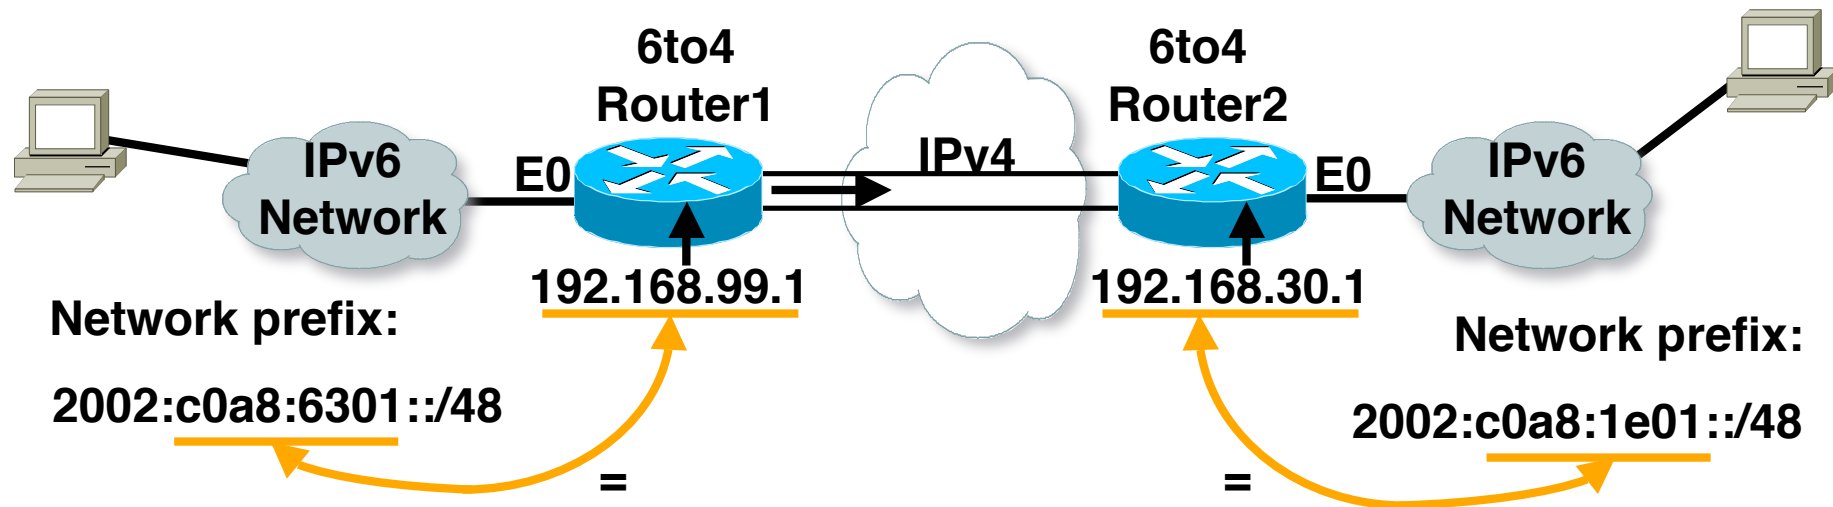 6to4
Router1
6to4
Router2
IPv6
Network
E0
IPv4
E0
IPv6
Network
192.168.99.1
192.168.30.1
Network prefix:
2002:c0a8:6301::/48
=
Network prefix:
2002:c0a8:1e01::/48
=